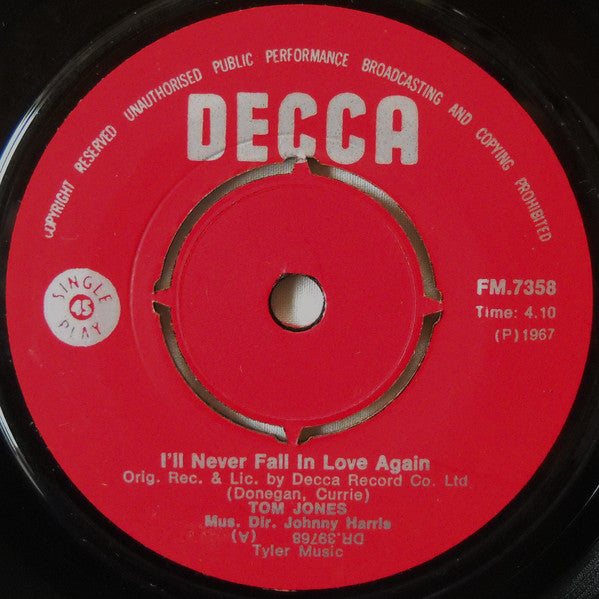 COPYRIGHT RESERVED UNAUTHORISED PUBLIC PERFORMANCE BROADCASTING AND COPYING PROHIBITED
DECCA
SINGLE
45
PLAY
FM.7358
Time: 4.10
(P)1967
I'll Never Fall In Love Again
Orig. Rec. & Lic. by Decca Record Co. Ltd
(Donegan, Currie)
TOM JONES
Mus. Dir. Johnny Harris
DR.39768 (A)
Tyler Music